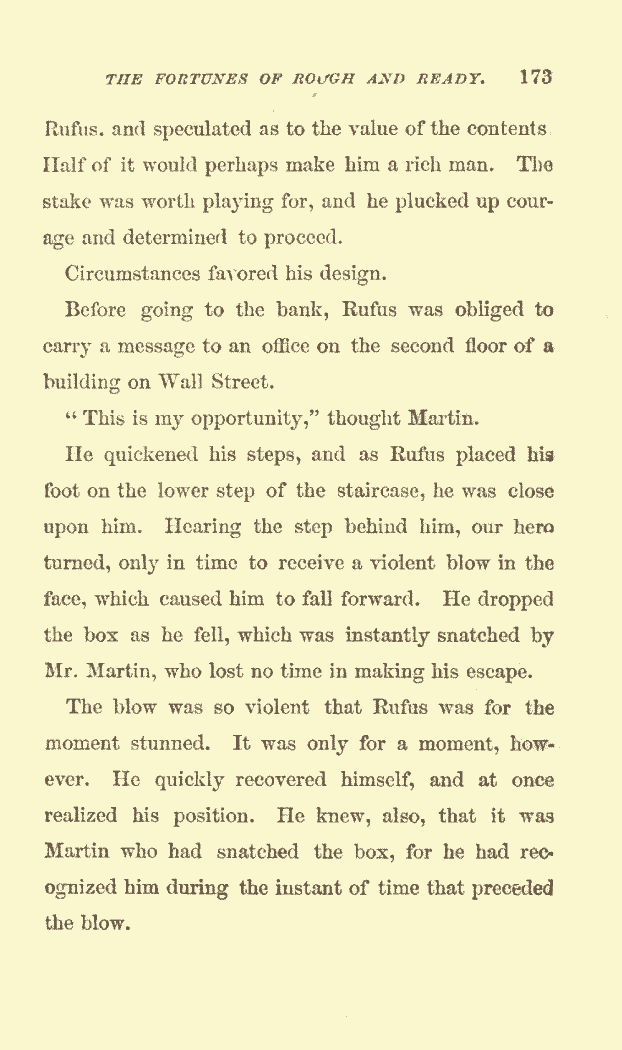 THE FORTUNES OF ROUGH AND READY. 173
Rufus. and speculated as to the value of the contents
Half of it would perhaps make him a rich man. The
stake was worth playing for, and he plucked up cour-
age and determined to proceed.
Circumstances favored his design.
Before going to the bank, Rufus was obliged to
carry a message to an office on the second floor of a
building on Wall Street.
“ This is my opportunity,” thought Martin.
He quickened his steps, and as Rufus placed his
foot on the lower step of the staircase, he was close
upon him. Hearing the step behind him, our hero
turned, only in time to receive a violent blow in the
face, which caused him to fall forward. He dropped
the box as he fell, which was instantly snatched by
Mr. Martin, who lost no time in making his escape.
The blow was so violent that Rufus was for the
moment stunned. It was only for a moment, how-
ever. He quickly recovered himself, and at once
realized his position. He knew, also, that it was
Martin who had snatched the box, for he had rec-
ognized him during the instant of time that preceded
the blow.